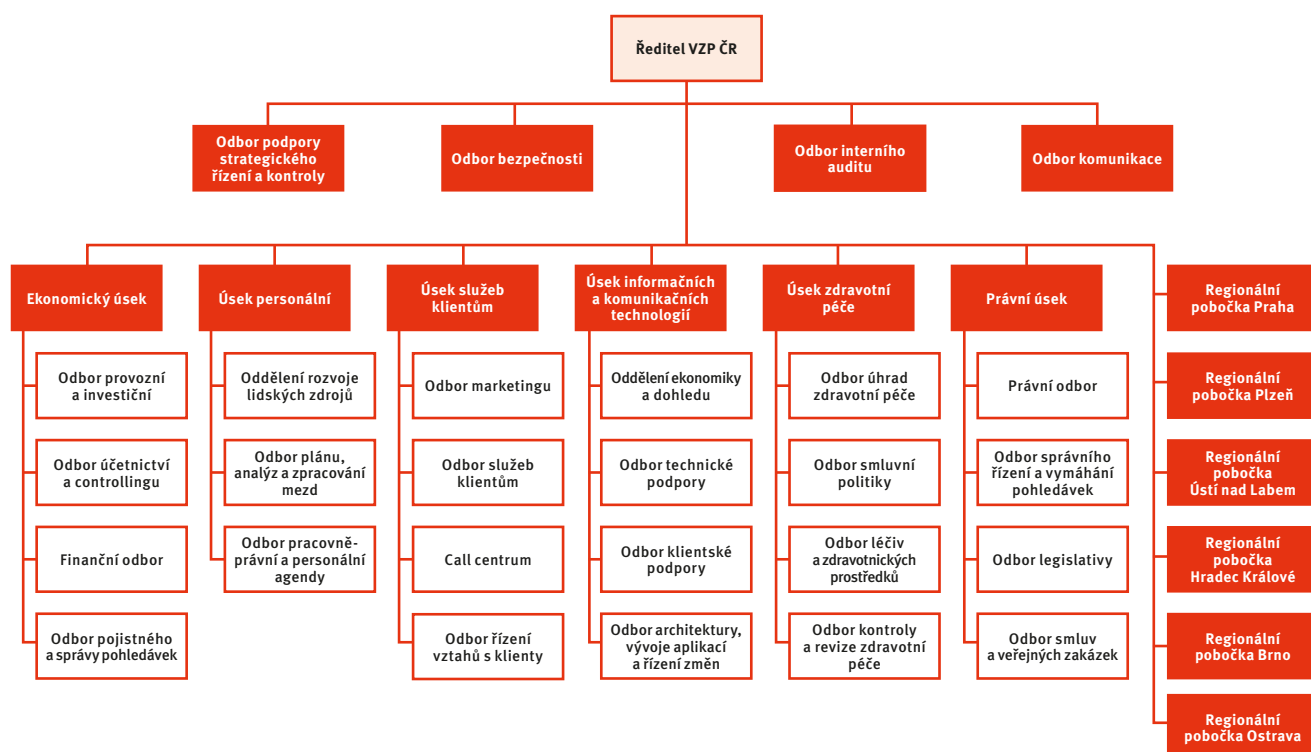 Ředitel VZP ČR
Odbor podpory
strategického
řízení a kontroly
Odbor bezpečnosti
Odbor interního
auditu
Odbor komunikace
Ekonomický úsek
Odbor provozní
a investiční
Odbor účetnictví
a controllingu
Finanční odbor
Odbor pojistného
a správy pohledávek
Úsek personální
Oddělení rozvoje
lidských zdrojů
Odbor plánu,
analýz a zpracování
mezd
Odbor pracovně-
právní a personální
agendy
Úsek služeb
klientům
Odbor marketingu
Odbor služeb
klientům
Call centrum
Odbor řízení
vztahů s klienty
Úsek informačních
a komunikačních
technologií
Oddělení ekonomiky
a dohledu
Odbor technické
podpory
Odbor klientské
podpory
Odbor architektury,
vývoje aplikací
a řízení změn
Úsek zdravotní
péče
Odbor úhrad
zdravotní péče
Odbor smluvní
politiky
Odbor léčiv
a zdravotnických
prostředků
Odbor kontroly
a revize zdravotní
péče
Právní úsek
Právní odbor
Odbor správního
řízení a vymáhání
pohledávek
Odbor legislativy
Odbor smluv
a veřejných zakázek
Regionální
pobočka Praha
Regionální
pobočka Plzeň
Regionální
pobočka
Ústí nad Labem
Regionální
pobočka
Hradec Králové
Regionální
pobočka Brno
Regionální
pobočka Ostrava